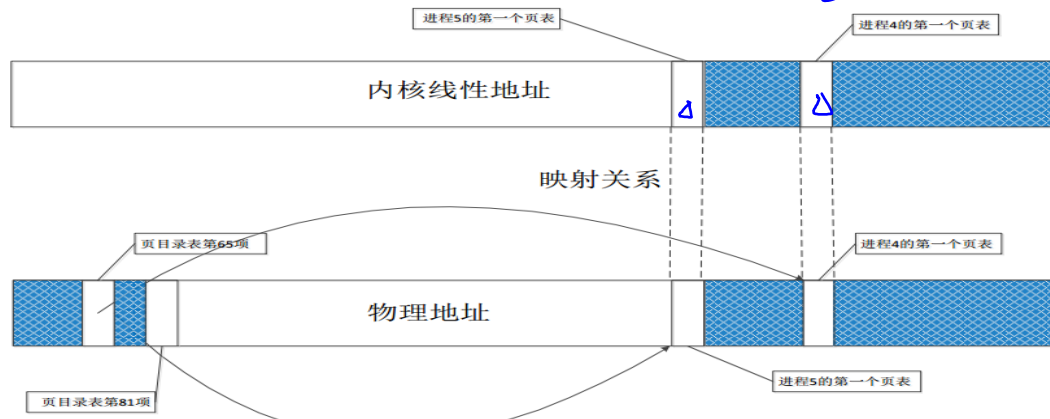 进程5的第一个页表
进程4的第一个页表
内核线性地址
映射关系
页目录表第65项
进程4的第一个页表
物理地址
进程5的第一个页表
页目录表第81项